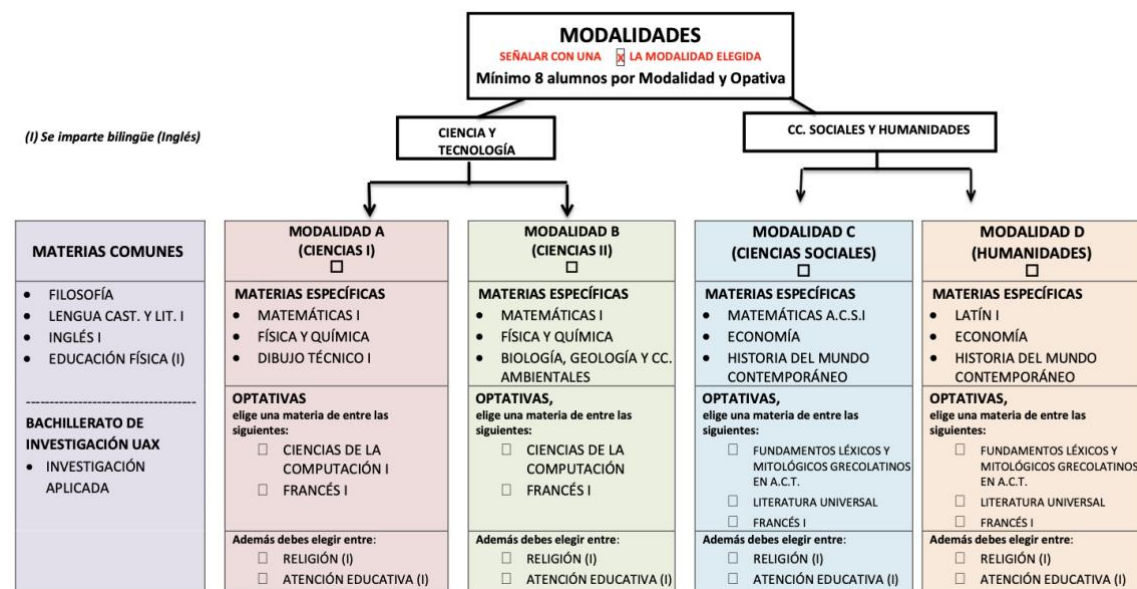 MODALIDADES
SEÑALAR CON UNA x LA MODALIDAD ELEGIDA
Mínimo 8 alumnos por Modalidad y Opativa
(I) Se imparte bilingüe (Inglés)
CIENCIA Y
TECNOLOGÍA
CC. SOCIALES Y HUMANIDADES
MATERIAS COMUNES
• FILOSOFÍA
• LENGUA CAST. Y LIT. I
• INGLÉS I
• EDUCACIÓN FÍSICA (I)
--------------------------------------
BACHILLERATO DE
INVESTIGACIÓN UAX
• INVESTIGACIÓN
APLICADA
MODALIDAD A
(CIENCIAS I)
☐
MATERIAS ESPECÍFICAS
• MATEMÁTICAS I
• FÍSICA Y QUÍMICA
• DIBUJO TÉCNICO I
OPTATIVAS
elige una materia de entre las
siguientes:
☐ CIENCIAS DE LA
COMPUTACIÓN I
☐ FRANCÉS I
Además debes elegir entre:
☐ RELIGIÓN (I)
☐ ATENCIÓN EDUCATIVA (I)
MODALIDAD B
(CIENCIAS II)
☐
MATERIAS ESPECÍFICAS
• MATEMÁTICAS I
• FÍSICA Y QUÍMICA
• BIOLOGÍA, GEOLOGÍA Y CC.
AMBIENTALES
OPTATIVAS,
elige una materia de entre las
siguientes:
☐ CIENCIAS DE LA
COMPUTACIÓN
☐ FRANCÉS I
Además debes elegir entre:
☐ RELIGIÓN (I)
☐ ATENCIÓN EDUCATIVA (I)
MODALIDAD C
(CIENCIAS SOCIALES)
☐
MATERIAS ESPECÍFICAS
• MATEMÁTICAS A.C.S.I
• ECONOMÍA
• HISTORIA DEL MUNDO
CONTEMPORÁNEO
OPTATIVAS,
elige una materia de entre las
siguientes:
☐ FUNDAMENTOS LÉXICOS Y
MITOLÓGICOS GRECOLATINOS
EN A.C.T.
☐ LITERATURA UNIVERSAL
☐ FRANCÉS I
Además debes elegir entre:
☐ RELIGIÓN (I)
☐ ATENCIÓN EDUCATIVA (I)
MODALIDAD D
(HUMANIDADES)
☐
MATERIAS ESPECÍFICAS
• LATÍN I
• ECONOMÍA
• HISTORIA DEL MUNDO
CONTEMPORÁNEO
OPTATIVAS,
elige una materia de entre las
siguientes:
☐ FUNDAMENTOS LÉXICOS Y
MITOLÓGICOS GRECOLATINOS
EN A.C.T.
☐ LITERATURA UNIVERSAL
☐ FRANCÉS I
Además debes elegir entre:
☐ RELIGIÓN (I)
☐ ATENCIÓN EDUCATIVA (I)